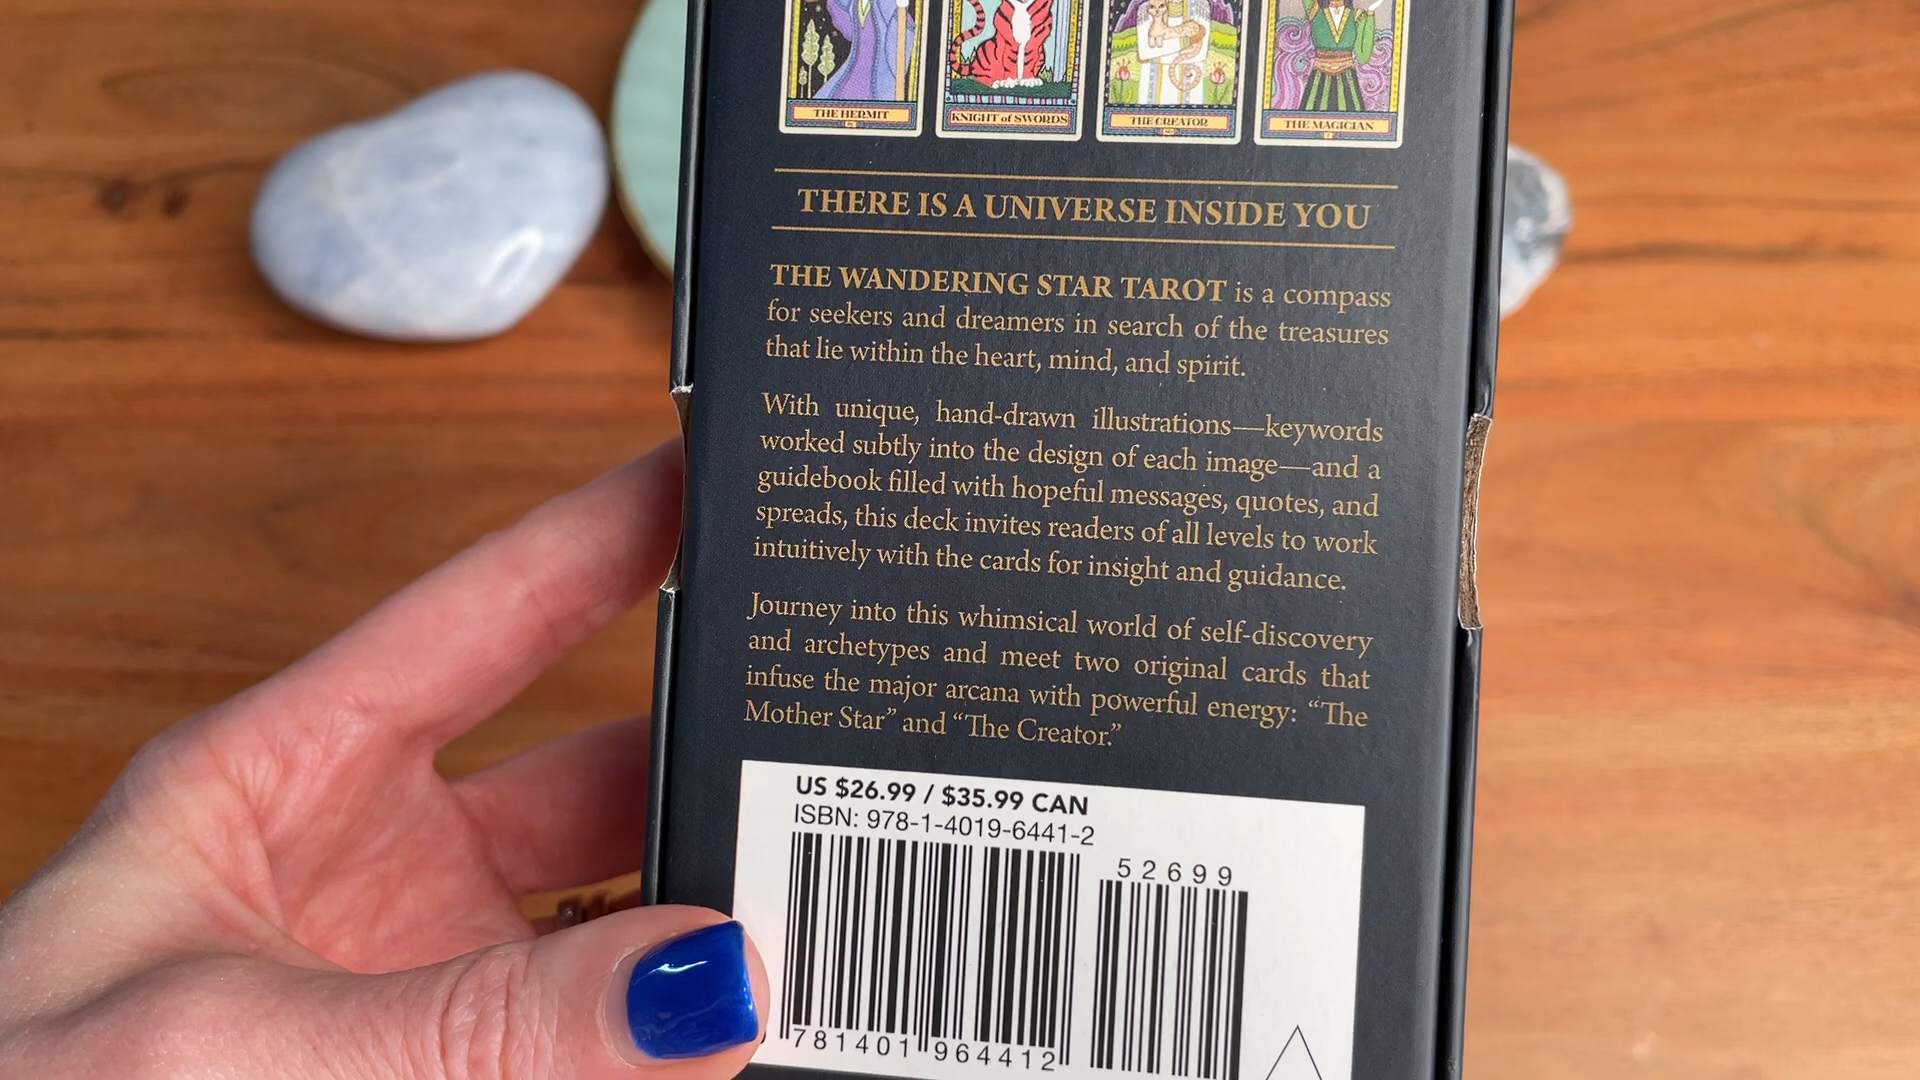 THE HERMIT
KNIGHT of SWORDS
THE CREATOR
THE MAGICIAN
THERE IS A UNIVERSE INSIDE YOU
THE WANDERING STAR TAROT is a compass
for seekers and dreamers in search of the treasures
that lie within the heart, mind, and spirit.
With unique, hand-drawn illustrations—keywords
worked subtly into the design of each image—and a
guidebook filled with hopeful messages, quotes, and
spreads, this deck invites readers of all levels to work
intuitively with the cards for insight and guidance.
Journey into this whimsical world of self-discovery
and archetypes and meet two original cards that
infuse the major arcana with powerful energy: “The
Mother Star” and “The Creator.”
US $26.99 / $35.99 CAN
ISBN: 978-1-4019-6441-2
52699
781401 964412